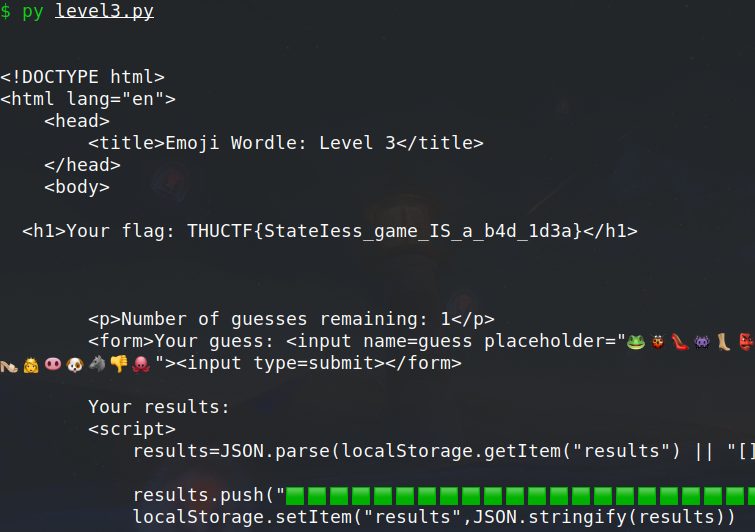 $ py level3.py
<!DOCTYPE html>
<html lang="en">
<head>
<title>Emoji Wordle: Level 3</title>
</head>
<body>
<h1>Your flag: THUCTF{StateIess_game_IS_a_b4d_1d3a}</h1>
<p>Number of guesses remaining: 1</p>
<form>Your guess: <input name=guess placeholder="🐸👹👠👾👢👺
👡👸🐽🐶🐴👎🐙"><input type=submit></form>
Your results:
<script>
results=JSON.parse(localStorage.getItem("results") || "[]
results.push("🟩🟩🟩🟩🟩🟩🟩🟩🟩🟩🟩🟩🟩🟩🟩🟩🟩🟩🟩🟩🟩🟩
localStorage.setItem("results",JSON.stringify(results))